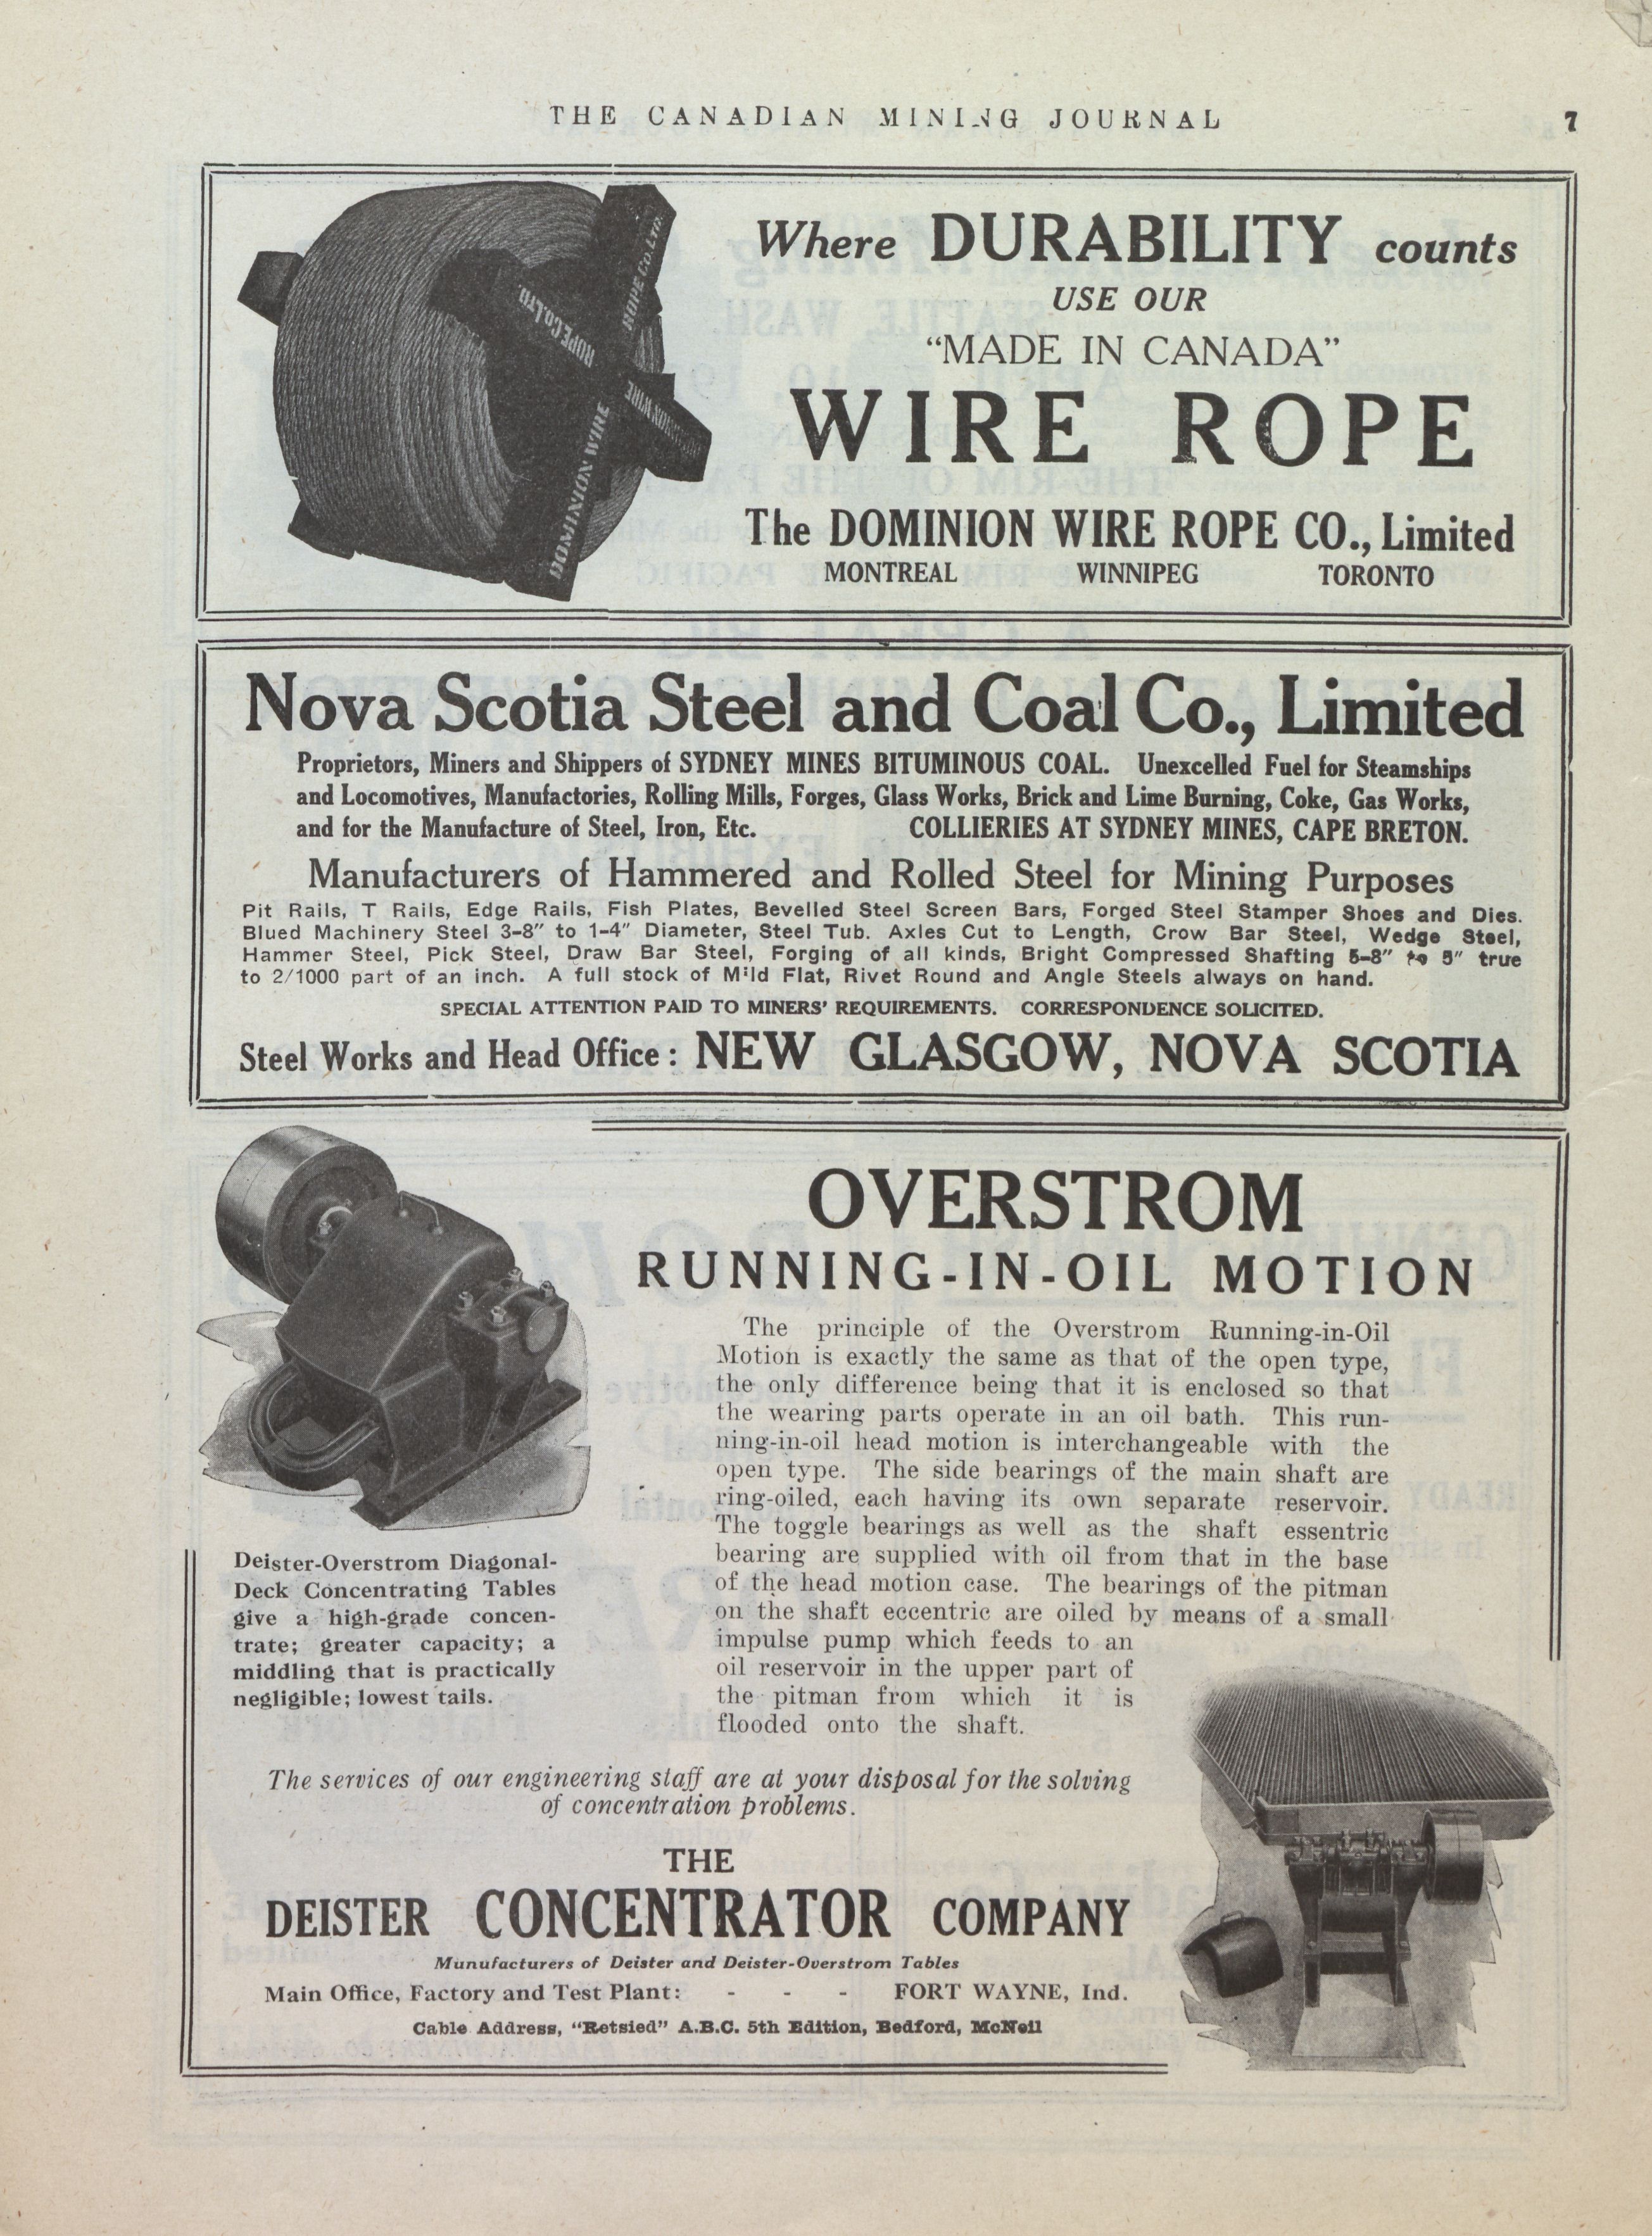 THE CANADIAN MINING JOURNAL 7
ROPE Co. LTD.
ROPE Co. LTD.
DOMINION WIRE
DOMINION WIRE
Where DURABILITY counts
USE OUR
“MADE IN CANADA”
WIRE ROPE
The DOMINION WIRE ROPE CO., Limited
MONTREAL WINNIPEG TORONTO
Nova Scotia Steel and Coal Co., Limited
Proprietors, Miners and Shippers of SYDNEY MINES BITUMINOUS COAL. Unexcelled Fuel for Steamships
and Locomotives, Manufactories, Rolling Mills, Forges, Glass Works, Brick and Lime Burning, Coke, Gas Works,
and for the Manufacture of Steel, Iron, Etc. COLLIERIES AT SYDNEY MINES, CAPE BRETON.
Manufacturers of Hammered and Rolled Steel for Mining Purposes
Pit Rails, T Rails, Edge Rails, Fish Plates, Bevelled Steel Screen Bars, Forged Steel Stamper Shoes and Dies.
Blued Machinery Steel 3-8″ to 1-4″ Diameter, Steel Tub. Axles Cut to Length, Crow Bar Steel, Wedge Steel,
Hammer Steel, Pick Steel, Draw Bar Steel, Forging of all kinds, Bright Compressed Shafting 5-8″ to 5″ true
to 2/1000 part of an inch. A full stock of Mild Flat, Rivet Round and Angle Steels always on hand.
SPECIAL ATTENTION PAID TO MINERS’ REQUIREMENTS. CORRESPONDENCE SOLICITED.
Steel Works and Head Office: NEW GLASGOW, NOVA SCOTIA
OVERSTROM
RUNNING-IN-OIL MOTION
The principle of the Overstrom Running-in-Oil
Motion is exactly the same as that of the open type,
the only difference being that it is enclosed so that
the wearing parts operate in an oil bath. This run-
ning-in-oil head motion is interchangeable with the
open type. The side bearings of the main shaft are
ring-oiled, each having its own separate reservoir.
The toggle bearings as well as the shaft essentric
bearing are supplied with oil from that in the base
of the head motion case. The bearings of the pitman
on the shaft eccentric are oiled by means of a small
impulse pump which feeds to an
oil reservoir in the upper part of
the pitman from which it is
flooded onto the shaft.
Deister-Overstrom Diagonal-
Deck Concentrating Tables
give a high-grade concen-
trate; greater capacity; a
middling that is practically
negligible; lowest tails.
The services of our engineering staff are at your disposal for the solving
of concentration problems.
THE
DEISTER CONCENTRATOR COMPANY
Munufacturers of Deister and Deister-Overstrom Tables
Main Office, Factory and Test Plant: - - - FORT WAYNE, Ind.
Cable Address, “Retsied” A.B.C. 5th Edition, Bedford, McNeil